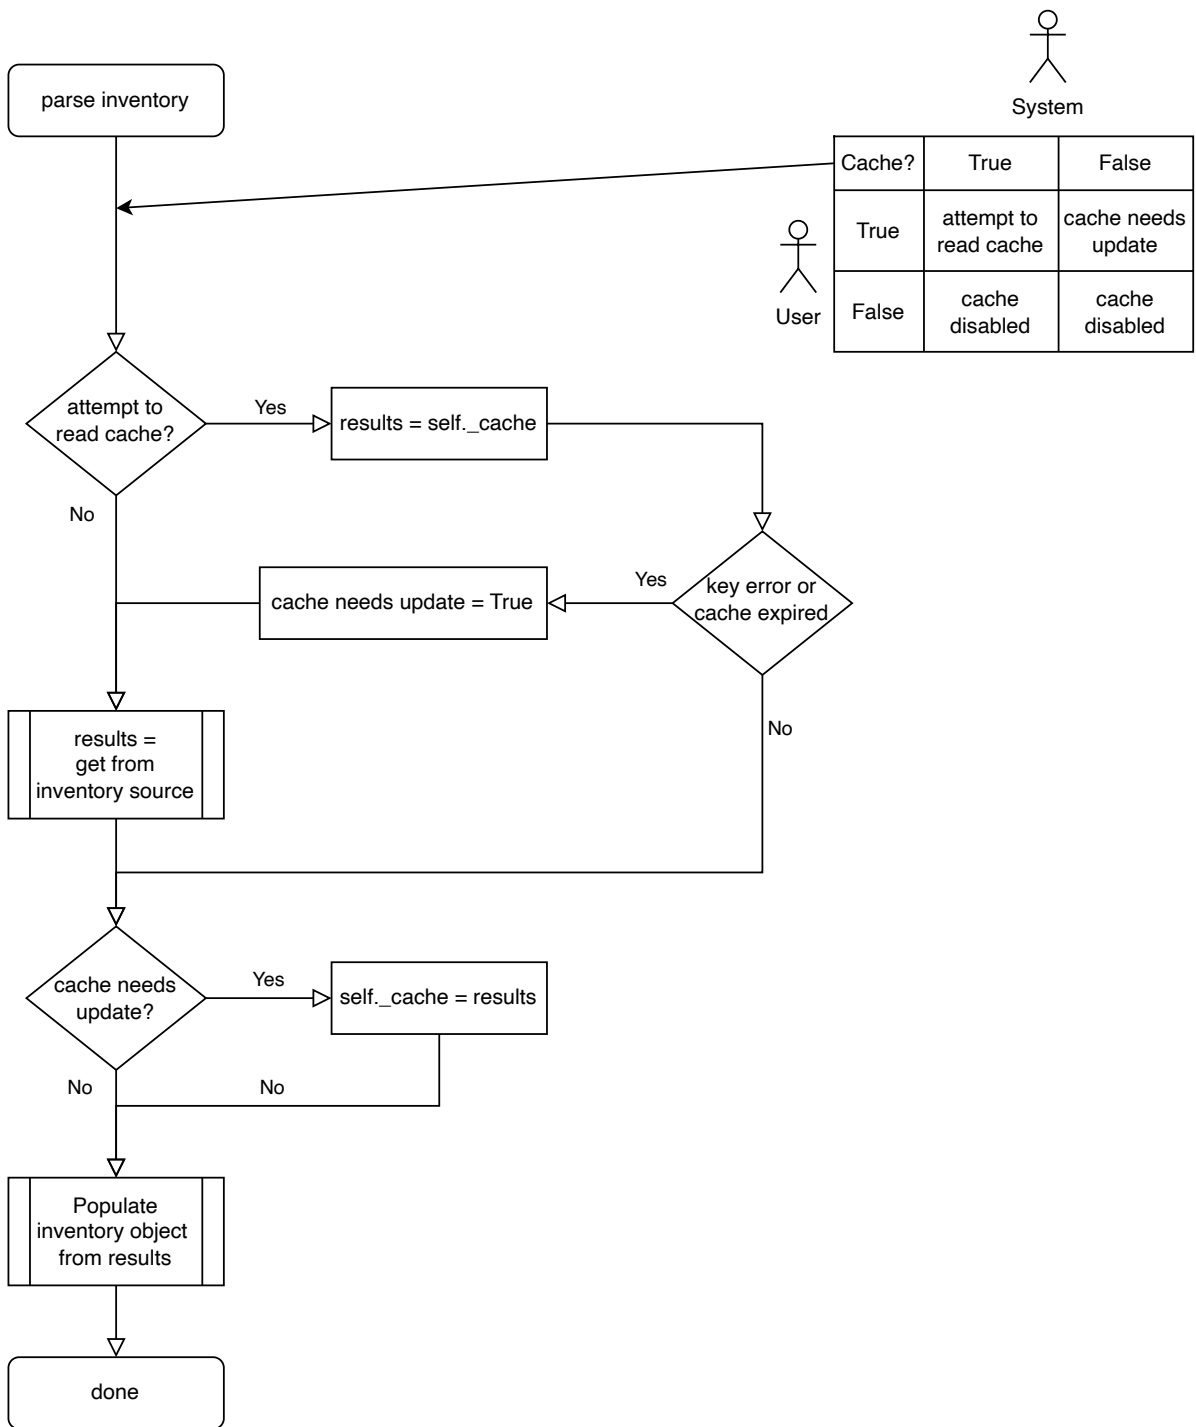 System
parse inventory
Cache?
True
False
True
attempt to
read cache
cache needs
update
User
False
cache
disabled
cache
disabled
attempt to
read cache?
Yes
results = self._cache
No
cache needs update = True
Yes
key error or
cache expired
No
results =
get from
inventory source
cache needs
update?
Yes
self._cache = results
No
No
Populate
inventory object
from results
done